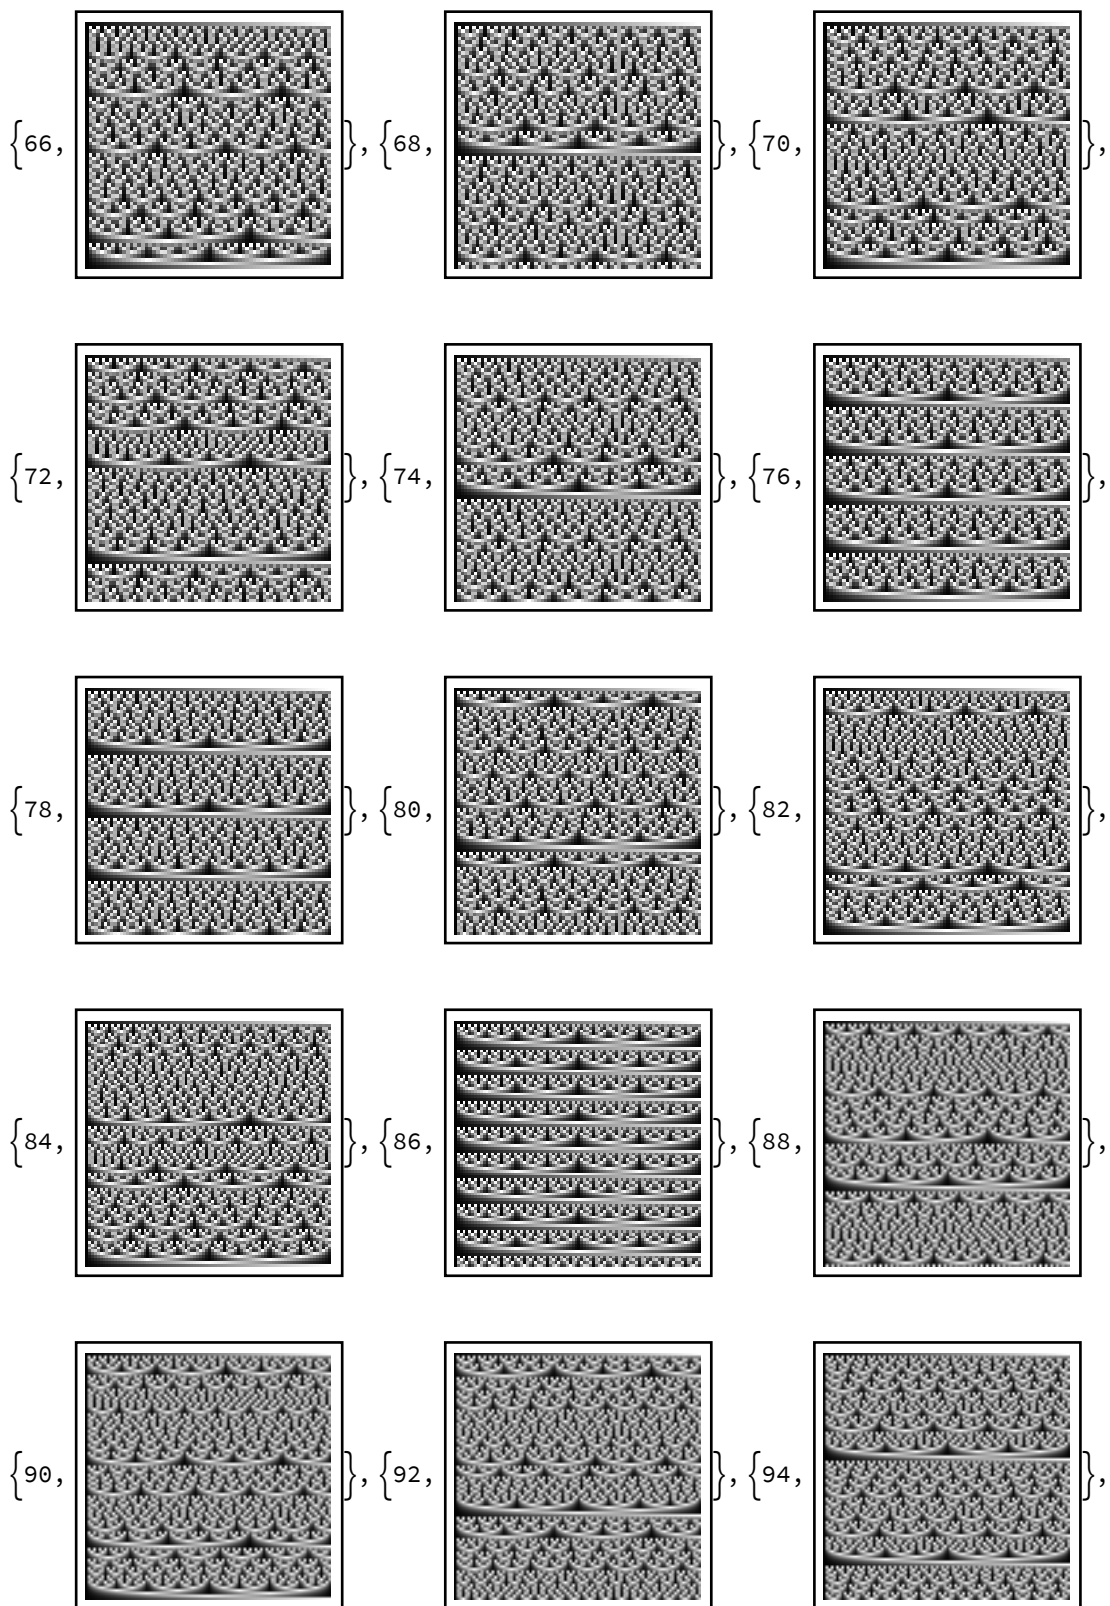 {66, }, {68, }, {70, },
{72, }, {74, }, {76, },
{78, }, {80, }, {82, },
{84, }, {86, }, {88, },
{90, }, {92, }, {94, },